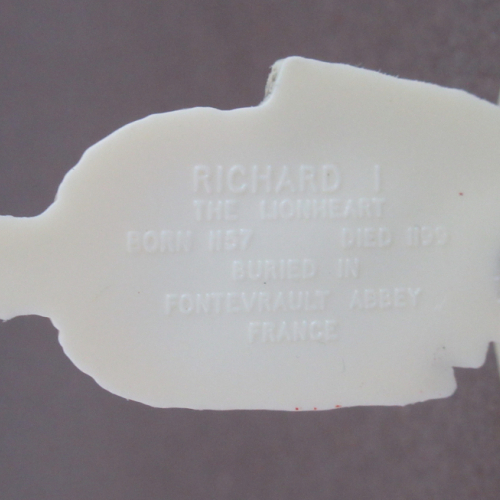 RICHARD I
THE LIONHEART
BORN 1157 DIED 1199
BURIED IN
FONTEVRAULT ABBEY
FRANCE